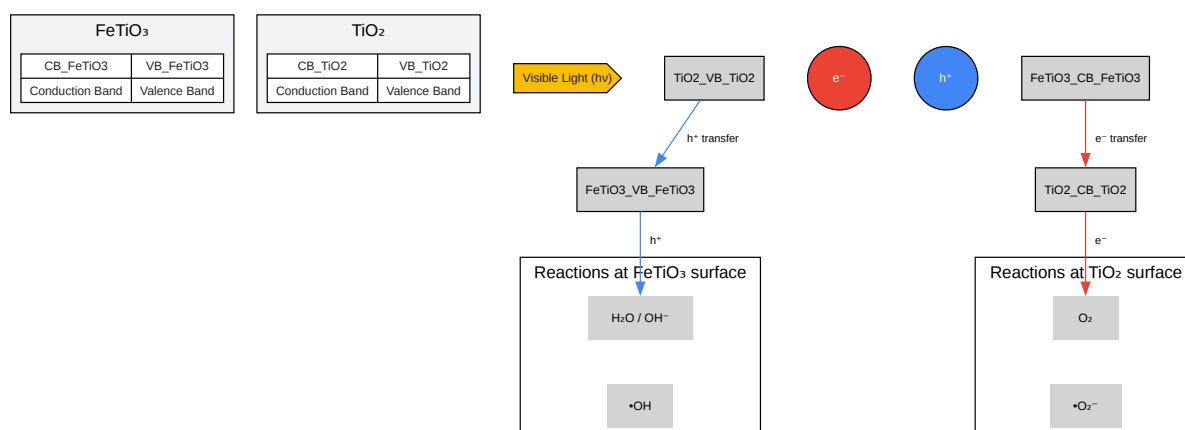 FeTiO₃
CB_FeTiO3 VB_FeTiO3
Conduction Band Valence Band
TiO₂
CB_TiO2 VB_TiO2
Conduction Band Valence Band
Visible Light (hν)
TiO2_VB_TiO2
e⁻
h⁺
FeTiO3_CB_FeTiO3
h⁺ transfer
e⁻ transfer
FeTiO3_VB_FeTiO3
TiO2_CB_TiO2
h⁺
e⁻
Reactions at FeTiO₃ surface
H₂O / OH⁻
•OH
Reactions at TiO₂ surface
O₂
•O₂⁻